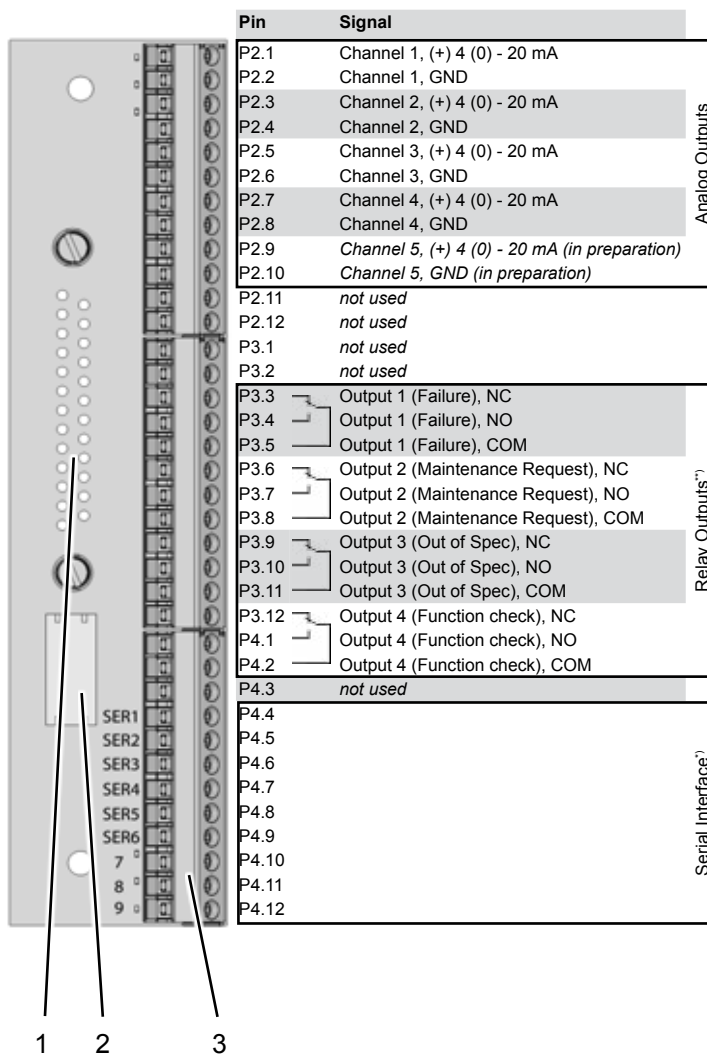 Pin Signal
P2.1 Channel 1, (+) 4 (0) - 20 mA
P2.2 Channel 1, GND
P2.3 Channel 2, (+) 4 (0) - 20 mA
P2.4 Channel 2, GND
P2.5 Channel 3, (+) 4 (0) - 20 mA
P2.6 Channel 3, GND
P2.7 Channel 4, (+) 4 (0) - 20 mA
P2.8 Channel 4, GND
P2.9 Channel 5, (+) 4 (0) - 20 mA (in preparation)
P2.10 Channel 5, GND (in preparation)
Analog Outputs
P2.11 not used
P2.12 not used
P3.1 not used
P3.2 not used
P3.3 Output 1 (Failure), NC
P3.4 Output 1 (Failure), NO
P3.5 Output 1 (Failure), COM
P3.6 Output 2 (Maintenance Request), NC
P3.7 Output 2 (Maintenance Request), NO
P3.8 Output 2 (Maintenance Request), COM
P3.9 Output 3 (Out of Spec), NC
P3.10 Output 3 (Out of Spec), NO
P3.11 Output 3 (Out of Spec), COM
P3.12 Output 4 (Function check), NC
P4.1 Output 4 (Function check), NO
P4.2 Output 4 (Function check), COM
Relay Outputs**)
P4.3 not used
SER1 P4.4
SER2 P4.5
SER3 P4.6
SER4 P4.7
SER5 P4.8
SER6 P4.9
7 P4.10
8 P4.11
9 P4.12
Serial Interface*)
1 2 3